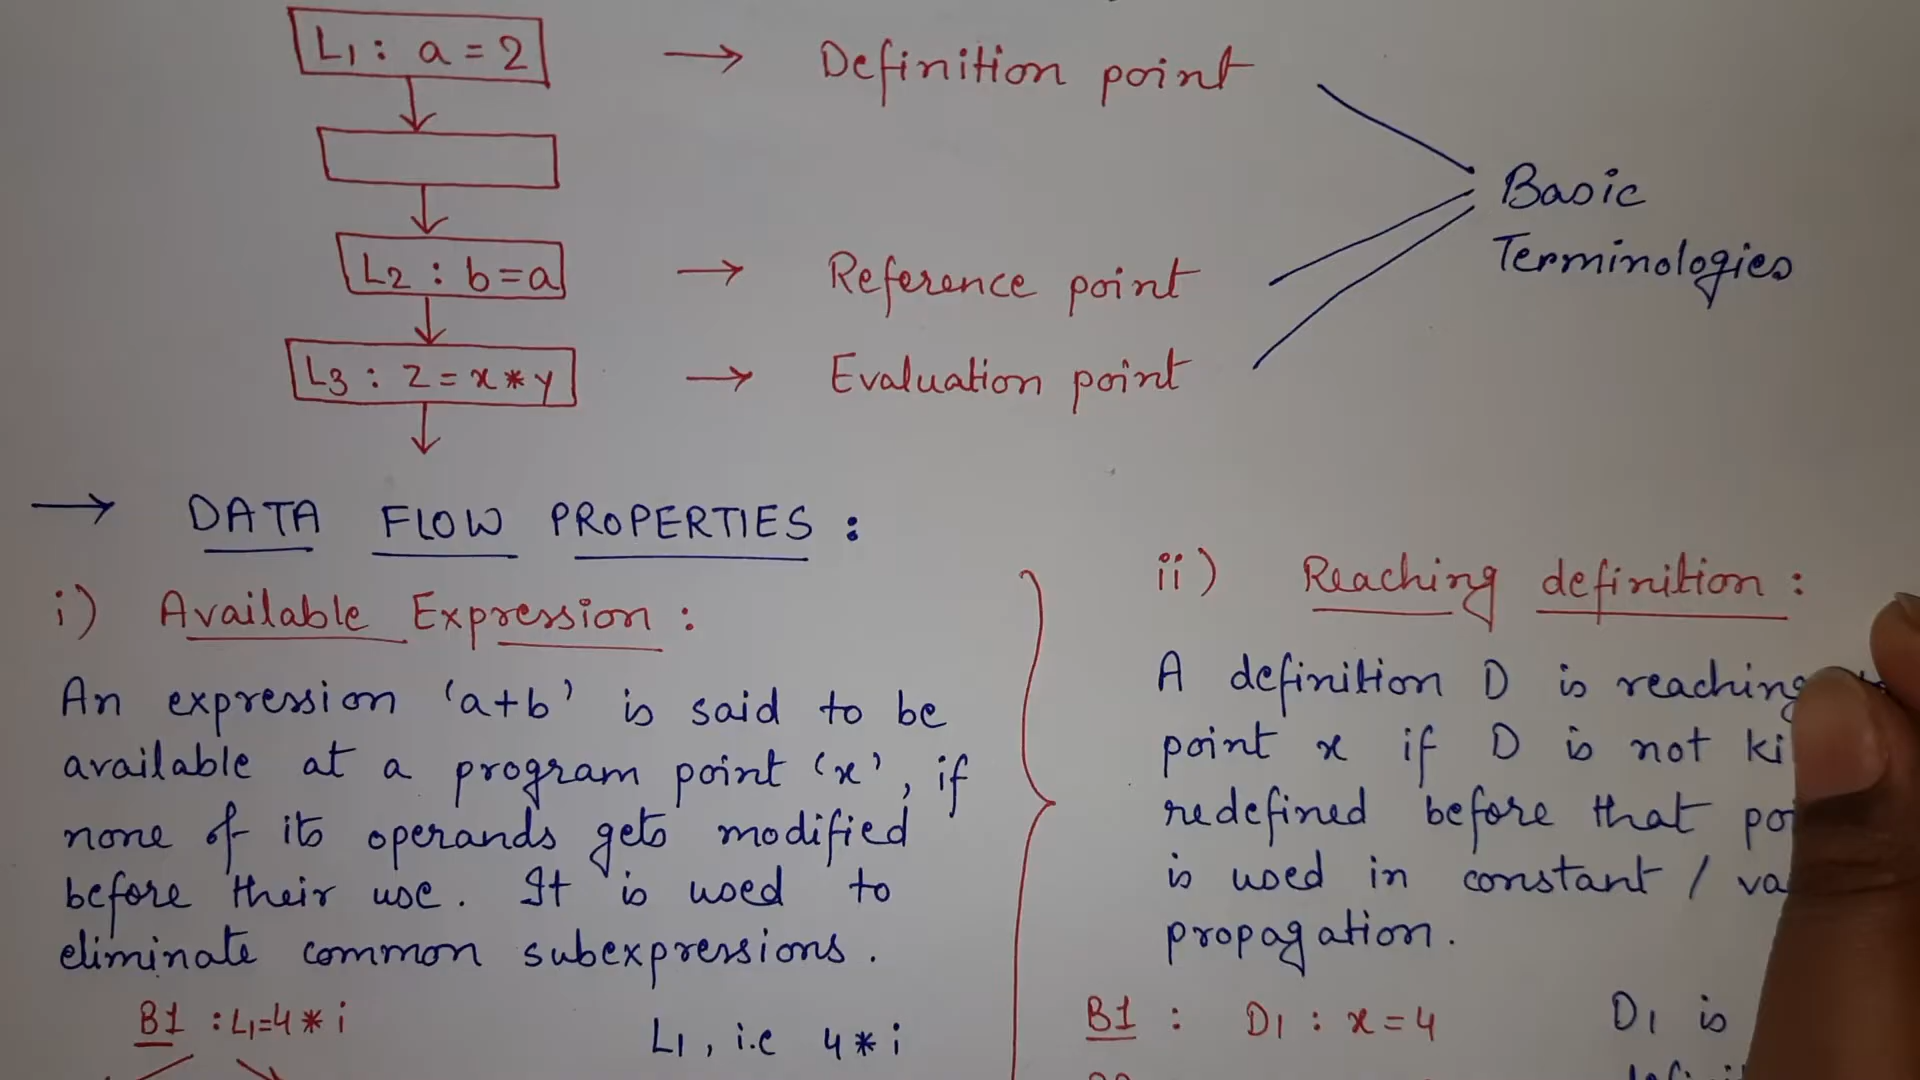 L1 : a = 2 → Definition point
Basic
Terminologies
L2 : b = a → Reference point
L3 : Z = x * y → Evaluation point
→ DATA FLOW PROPERTIES :
i) Available Expression :
An expression 'a+b' is said to be
available at a program point 'x', if
none of its operands gets modified
before their use. It is used to
eliminate common subexpressions.
B1 : L1=4 * i
L1, i.e 4 * i
ii) Reaching definition :
A definition D is reaching
point x if D is not
redefined before that
is used in constant /
propagation.
B1 : D1 : x = 4
D1 is